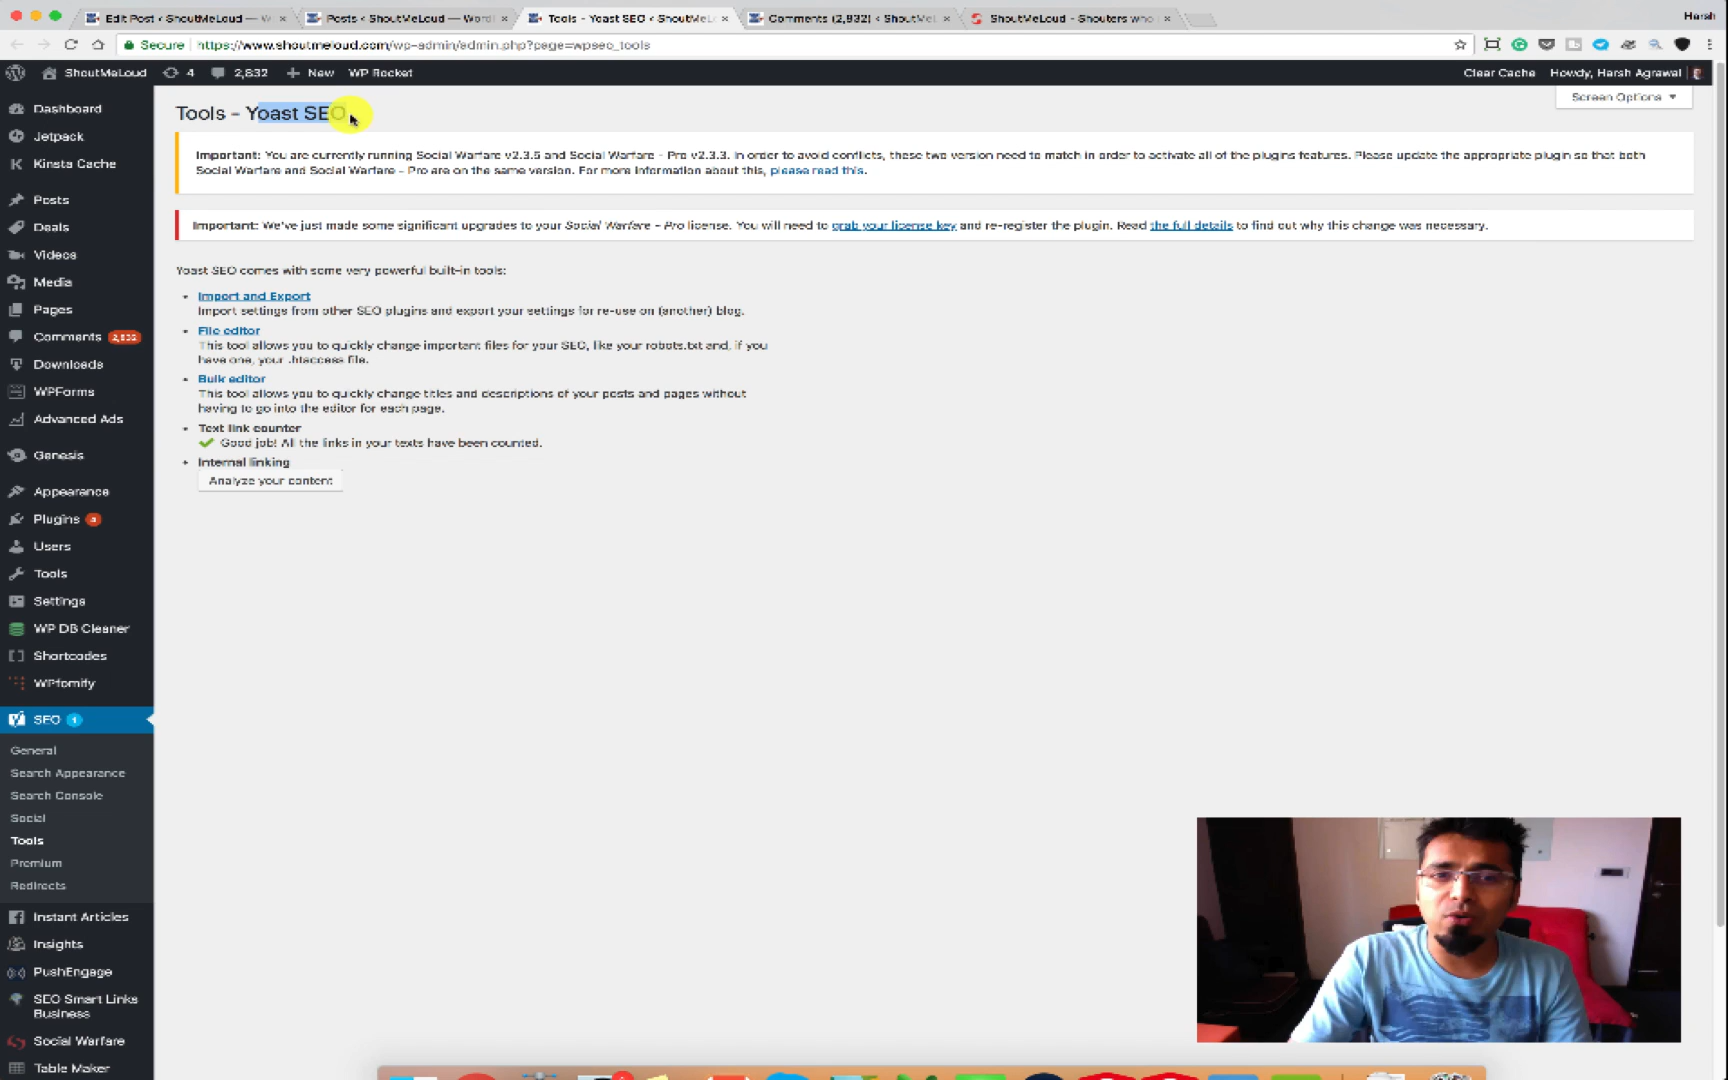 Edit Post ‹ ShoutMeLoud — W
Posts ‹ ShoutMeLoud — Word
Tools - Yoast SEO ‹ ShoutMeL
Comments (2,832) ‹ ShoutMe
ShoutMeLoud - Shouters who
Harsh
Secure
https://www.shoutmeloud.com/wp-admin/admin.php?page=wpseo_tools
ShoutMeLoud
4
2,832
New
WP Rocket
Clear Cache
Howdy, Harsh Agrawal
Screen Options
Dashboard
Jetpack
Kinsta Cache
Posts
Deals
Videos
Media
Pages
Comments 2,832
Downloads
WPForms
Advanced Ads
Genesis
Appearance
Plugins
Users
Tools
Settings
WP DB Cleaner
Shortcodes
WPfomify
SEO 1
General
Search Appearance
Search Console
Social
Tools
Premium
Redirects
Instant Articles
Insights
PushEngage
SEO Smart Links
Business
Social Warfare
Table Maker
Tools - Yoast SEO
Important: You are currently running Social Warfare v2.3.5 and Social Warfare - Pro v2.3.3. In order to avoid conflicts, these two version need to match in order to activate all of the plugins features. Please update the appropriate plugin so that both
Social Warfare and Social Warfare - Pro are on the same version. For more information about this, please read this.
Important: We've just made some significant upgrades to your Social Warfare - Pro license. You will need to grab your license key and re-register the plugin. Read the full details to find out why this change was necessary.
Yoast SEO comes with some very powerful built-in tools:
Import and Export
Import settings from other SEO plugins and export your settings for re-use on (another) blog.
File editor
This tool allows you to quickly change important files for your SEO, like your robots.txt and, if you
have one, your .htaccess file.
Bulk editor
This tool allows you to quickly change titles and descriptions of your posts and pages without
having to go into the editor for each page.
Text link counter
Good job! All the links in your texts have been counted.
Internal linking
Analyze your content